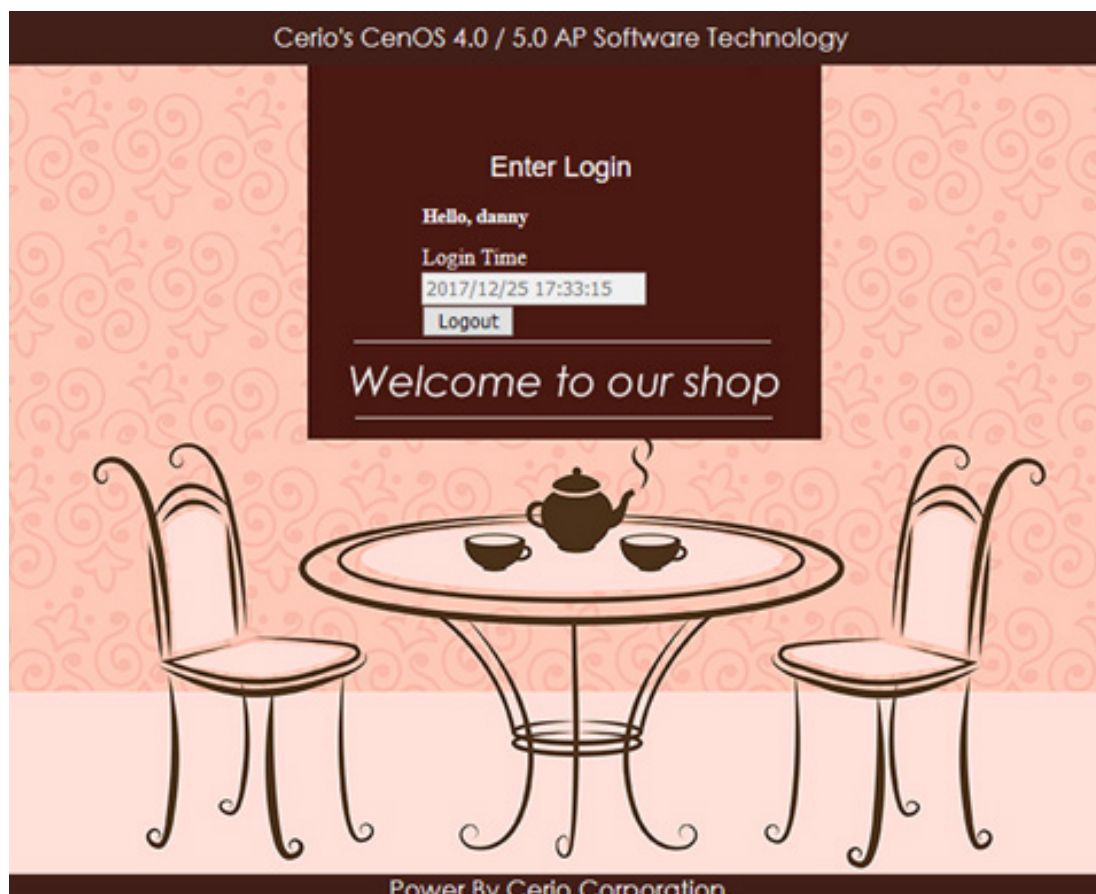 Cerio's CenOS 4.0 / 5.0 AP Software Technology
Enter Login
Hello, danny
Login Time
2017/12/25 17:33:15
Logout
Welcome to our shop
Power By Cerio Corporation